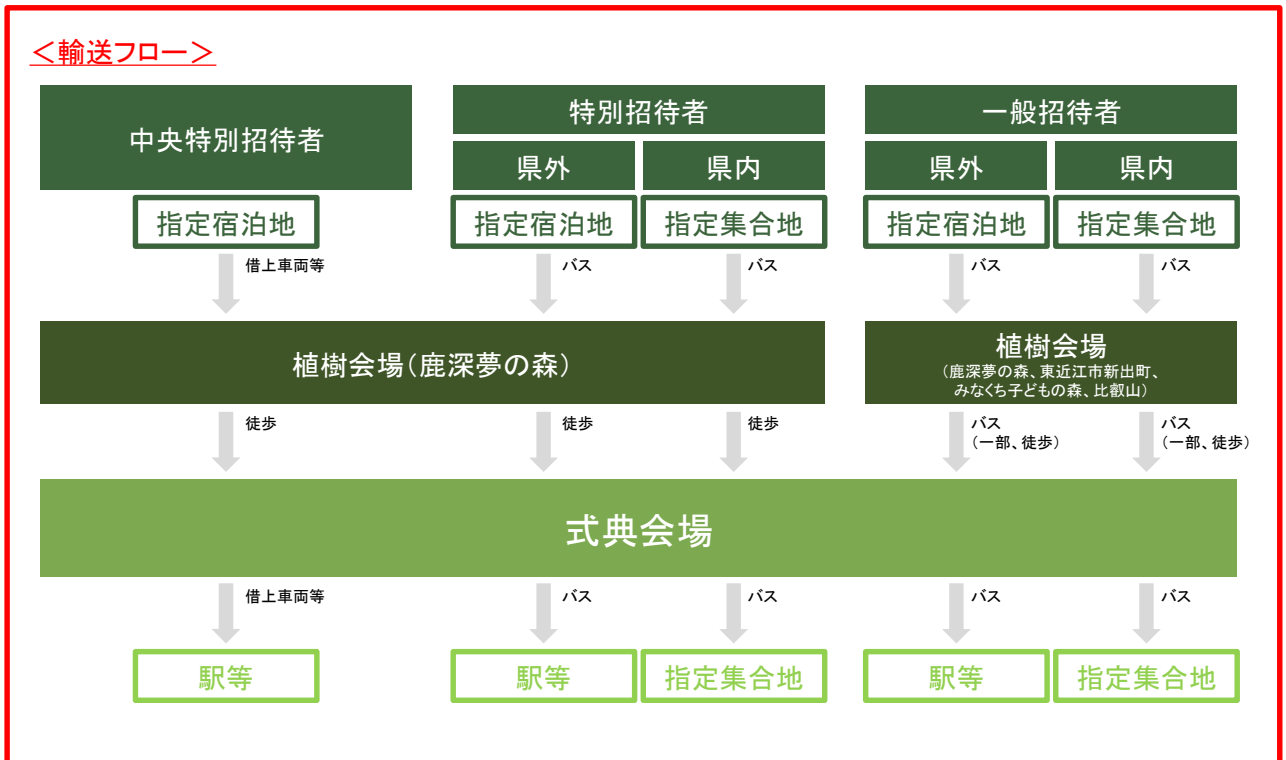 ＜輸送フロー＞
中央特別招待者
特別招待者
一般招待者
県外
県内
県外
県内
指定宿泊地
指定宿泊地
指定集合地
指定宿泊地
指定集合地
借上車両等
バス
バス
バス
バス
植樹会場（鹿深夢の森）
植樹会場
（鹿深夢の森、東近江市新出町、
みなくち子どもの森、比叡山）
徒歩
徒歩
徒歩
バス
（一部、徒歩）
バス
（一部、徒歩）
式典会場
借上車両等
バス
バス
バス
バス
駅等
駅等
指定集合地
駅等
指定集合地